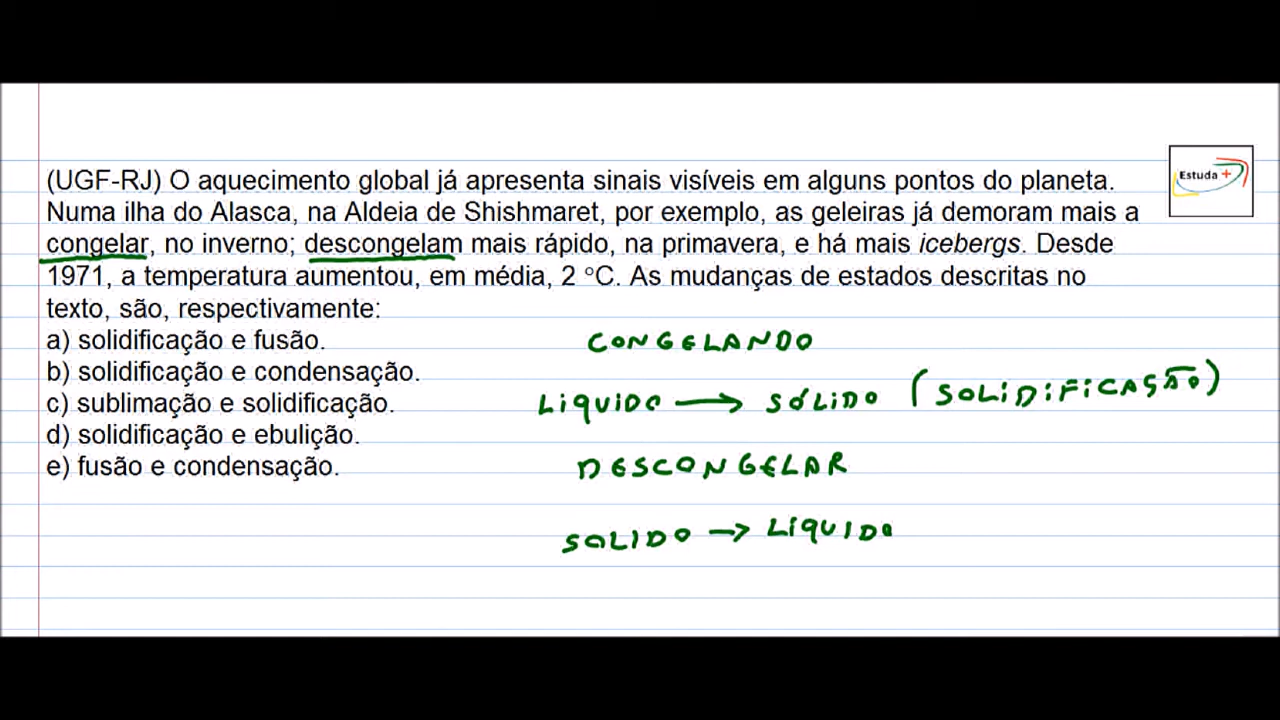 Estuda +
(UGF-RJ) O aquecimento global já apresenta sinais visíveis em alguns pontos do planeta.
Numa ilha do Alasca, na Aldeia de Shishmaret, por exemplo, as geleiras já demoram mais a
congelar, no inverno; descongelam mais rápido, na primavera, e há mais icebergs. Desde
1971, a temperatura aumentou, em média, 2 °C. As mudanças de estados descritas no
texto, são, respectivamente:
a) solidificação e fusão.
b) solidificação e condensação.
c) sublimação e solidificação.
d) solidificação e ebulição.
e) fusão e condensação.
CONGELANDO
LíQUiDO → SÓLiDO (SOLiDiFiCAÇÃO)
DESCONGELAR
SOLIDO → LíQUIDO